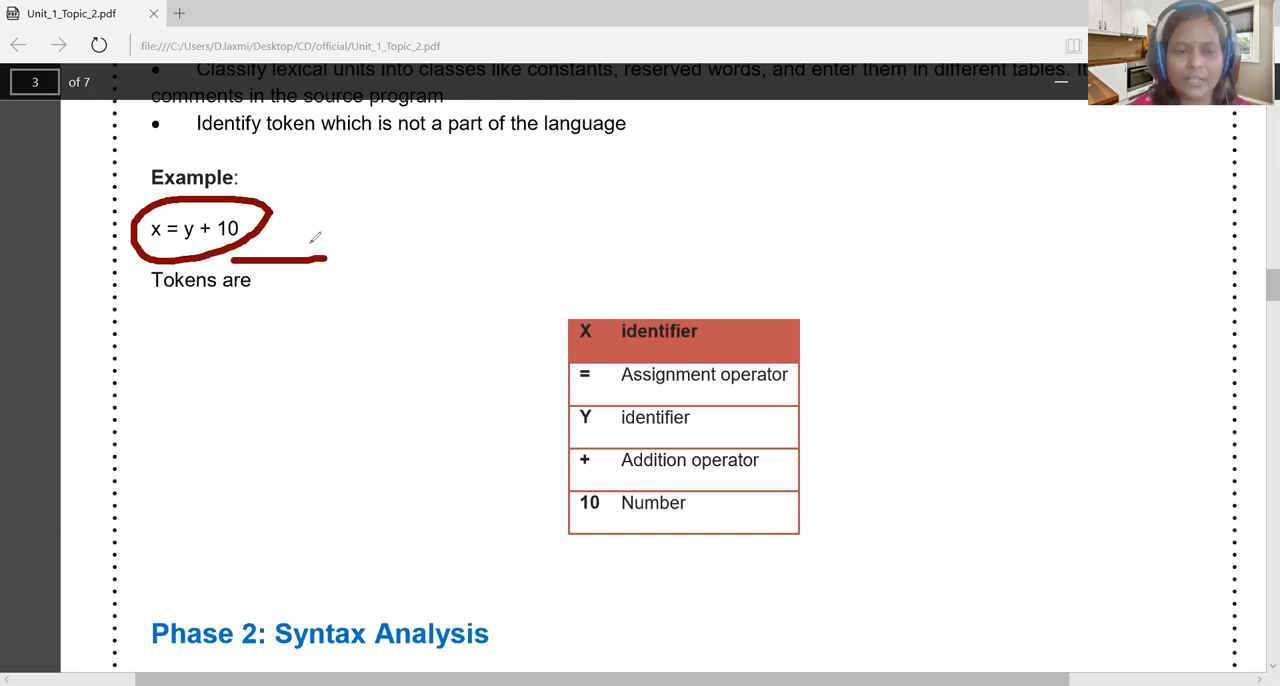 Unit_1_Topic_2.pdf
file:///C:/Users/D.laxmi/Desktop/CD/official/Unit_1_Topic_2.pdf
3 of 7
• Classify lexical units into classes like constants, reserved words, and enter them in different tables. It
comments in the source program
• Identify token which is not a part of the language
Example:
x = y + 10
Tokens are
X identifier
= Assignment operator
Y identifier
+ Addition operator
10 Number
Phase 2: Syntax Analysis